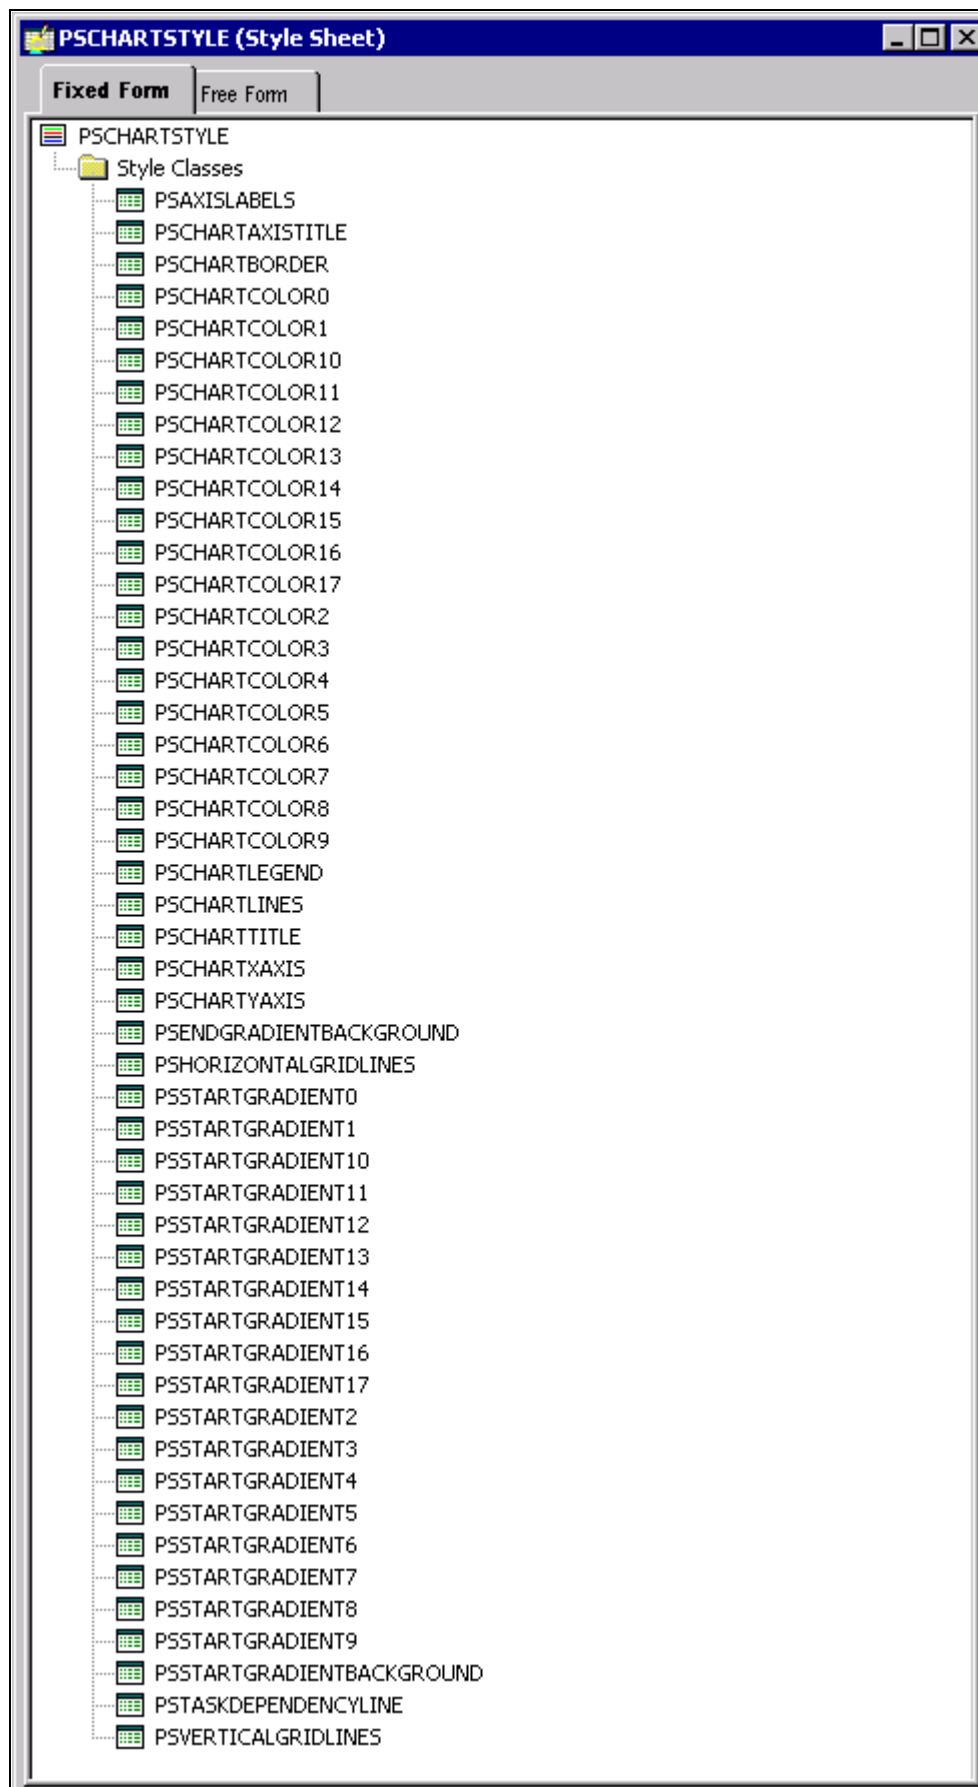 PSCHARTSTYLE (Style Sheet)
Fixed Form Free Form
PSCHARTSTYLE
Style Classes
PSAXISLABELS
PSCHARTAXISTITLE
PSCHARTBORDER
PSCHARTCOLOR0
PSCHARTCOLOR1
PSCHARTCOLOR10
PSCHARTCOLOR11
PSCHARTCOLOR12
PSCHARTCOLOR13
PSCHARTCOLOR14
PSCHARTCOLOR15
PSCHARTCOLOR16
PSCHARTCOLOR17
PSCHARTCOLOR2
PSCHARTCOLOR3
PSCHARTCOLOR4
PSCHARTCOLOR5
PSCHARTCOLOR6
PSCHARTCOLOR7
PSCHARTCOLOR8
PSCHARTCOLOR9
PSCHARTLEGEND
PSCHARTLINES
PSCHARTTITLE
PSCHARTXAXIS
PSCHARTYAXIS
PSENDGRADIENTBACKGROUND
PSHORIZONTALGRIDLINES
PSSTARTGRADIENT0
PSSTARTGRADIENT1
PSSTARTGRADIENT10
PSSTARTGRADIENT11
PSSTARTGRADIENT12
PSSTARTGRADIENT13
PSSTARTGRADIENT14
PSSTARTGRADIENT15
PSSTARTGRADIENT16
PSSTARTGRADIENT17
PSSTARTGRADIENT2
PSSTARTGRADIENT3
PSSTARTGRADIENT4
PSSTARTGRADIENT5
PSSTARTGRADIENT6
PSSTARTGRADIENT7
PSSTARTGRADIENT8
PSSTARTGRADIENT9
PSSTARTGRADIENTBACKGROUND
PSTASKDEPENDENCYLINE
PSVERTICALGRIDLINES